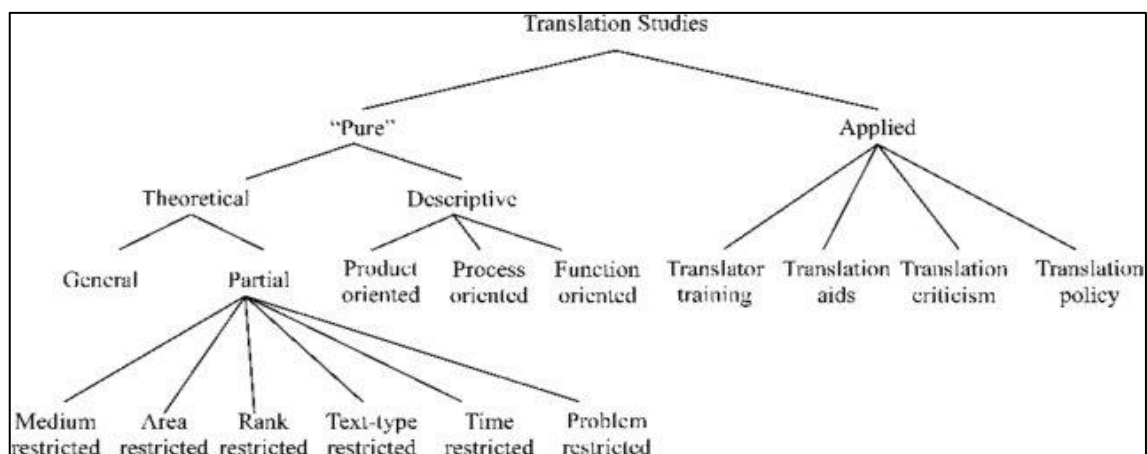 Translation Studies
“Pure” Applied
Theoretical Descriptive
General Partial Product oriented Process oriented Function oriented Translator training Translation aids Translation criticism Translation policy
Medium restricted Area restricted Rank restricted Text-type restricted Time restricted Problem restricted